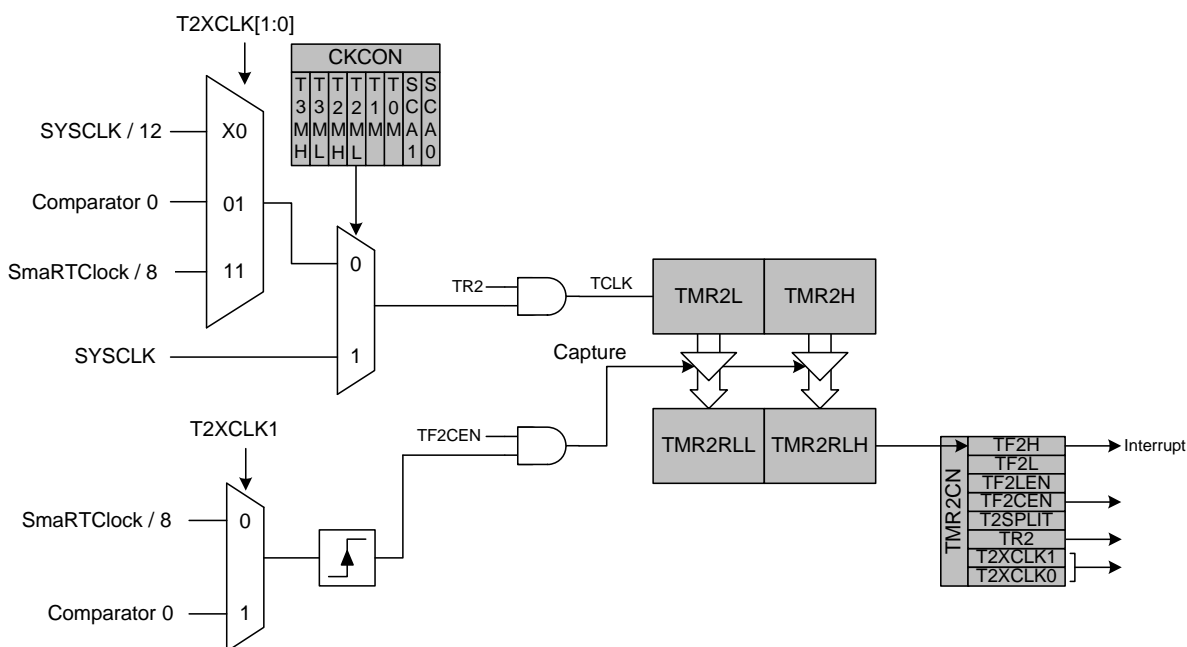 T2XCLK[1:0]
CKCON
T3MH
T3ML
T2MH
T2ML
T1M
T0M
SCA1
SCA0
SYSCLK / 12
X0
Comparator 0
01
SmaRTClock / 8
11
0
SYSCLK
1
TR2
TCLK
TMR2L
TMR2H
Capture
T2XCLK1
TF2CEN
TMR2RLL
TMR2RLH
SmaRTClock / 8
0
Comparator 0
1
TMR2CN
TF2H
TF2L
TF2LEN
TF2CEN
T2SPLIT
TR2
T2XCLK1
T2XCLK0
Interrupt